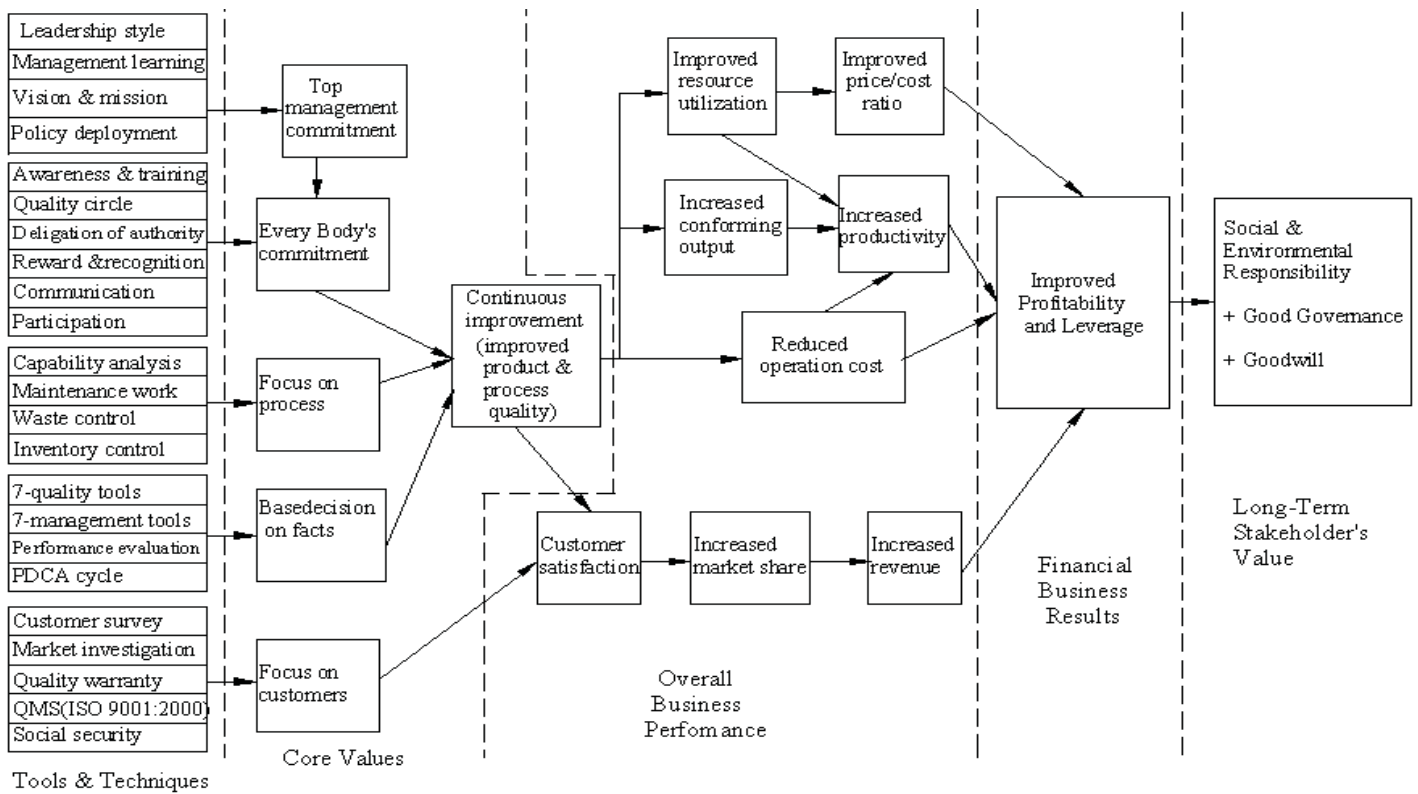 Leadership style
Management learning
Vision & mission
Policy deployment
Awareness & training
Quality circle
Deligation of authority
Reward &recognition
Communication
Participation
Capability analysis
Maintenance work
Waste control
Inventory control
7-quality tools
7-management tools
Performance evaluation
PDCA cycle
Customer survey
Market investigation
Quality warranty
QMS(ISO 9001:2000)
Social security
Tools & Techniques
Top
management
commitment
Every Body's
commitment
Focus on
process
Basedecision
on facts
Focus on
customers
Core Values
Continuous
improvement
(improved
product &
process
quality)
Improved
resource
utilization
Improved
price/cost
ratio
Increased
conforming
output
Increased
productivity
Reduced
operation cost
Customer
satisfaction
Increased
market share
Increased
revenue
Overall
Business
Perfomance
Improved
Profitability
and Leverage
Financial
Business
Results
Social &
Environmental
Responsibility
+ Good Governance
+ Goodwill
Long-Term
Stakeholder's
Value